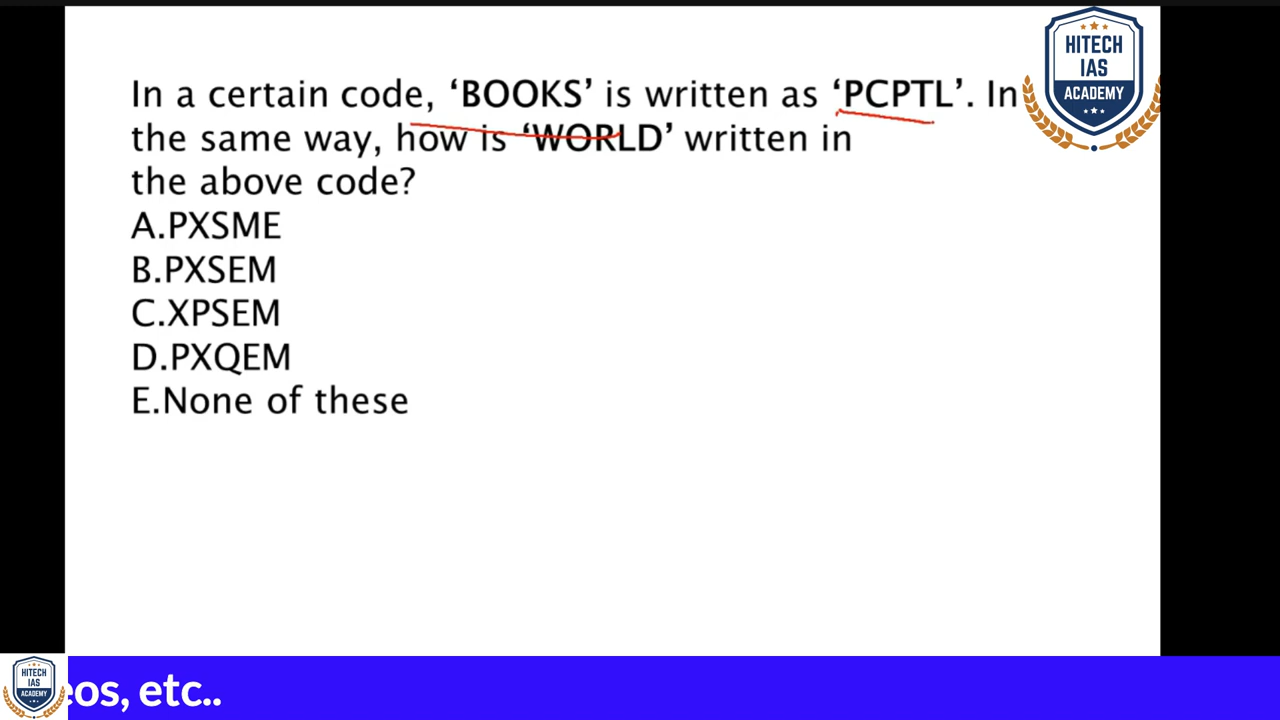 In a certain code, ‘BOOKS’ is written as ‘PCPTL’. In
the same way, how is ‘WORLD’ written in
the above code?
A.PXSME
B.PXSEM
C.XPSEM
D.PXQEM
E.None of these
HITECH
IAS
ACADEMY
HITECH
IAS
ACADEMY
eos, etc..